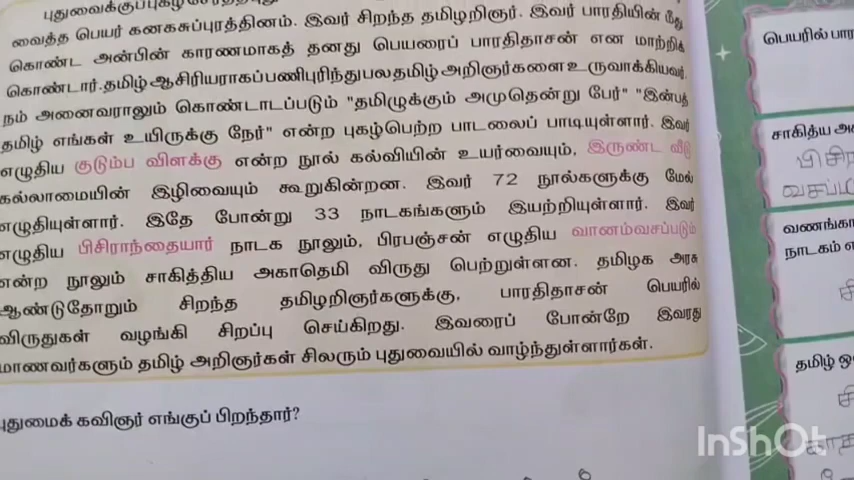 வைத்த பெயர் கனகசுப்புரத்தினம். இவர் சிறந்த தமிழறிஞர். இவர் பாரதியின் மீது
கொண்ட அன்பின் காரணமாகத் தனது பெயரைப் பாரதிதாசன் என மாற்றிக்
கொண்டார். தமிழ் ஆசிரியராகப்பணிபுரிந்துபலதமிழ் அறிஞர்களை உருவாக்கியவர்.
நம் அனைவராலும் கொண்டாடப்படும் "தமிழுக்கும் அமுதென்று பேர்" "இன்பத்
தமிழ் எங்கள் உயிருக்கு நேர்" என்ற புகழ்பெற்ற பாடலைப் பாடியுள்ளார். இவர்
எழுதிய குடும்ப விளக்கு என்ற நூல் கல்வியின் உயர்வையும், இருண்ட வீடு
கல்லாமையின் இழிவையும் கூறுகின்றன. இவர் 72 நூல்களுக்கு மேல்
எழுதியுள்ளார். இதே போன்று 33 நாடகங்களும் இயற்றியுள்ளார். இவர்
எழுதிய பிசிராந்தையார் நாடக நூலும், பிரபஞ்சன் எழுதிய வானம்வசப்படும்
என்ற நூலும் சாகித்திய அகாதெமி விருது பெற்றுள்ளன. தமிழக அரசு
ஆண்டுதோறும் சிறந்த தமிழறிஞர்களுக்கு, பாரதிதாசன் பெயரில்
விருதுகள் வழங்கி சிறப்பு செய்கிறது. இவரைப் போன்றே இவரது
மாணவர்களும் தமிழ் அறிஞர்கள் சிலரும் புதுவையில் வாழ்ந்துள்ளார்கள்.
புதுமைக் கவிஞர் எங்குப் பிறந்தார்?
பெயரில் பார
சாகித்ய அ
பிசிரா
வசப்ப
வணங்கா
நாடகம் எ
தமிழ் ஒ
InShOt